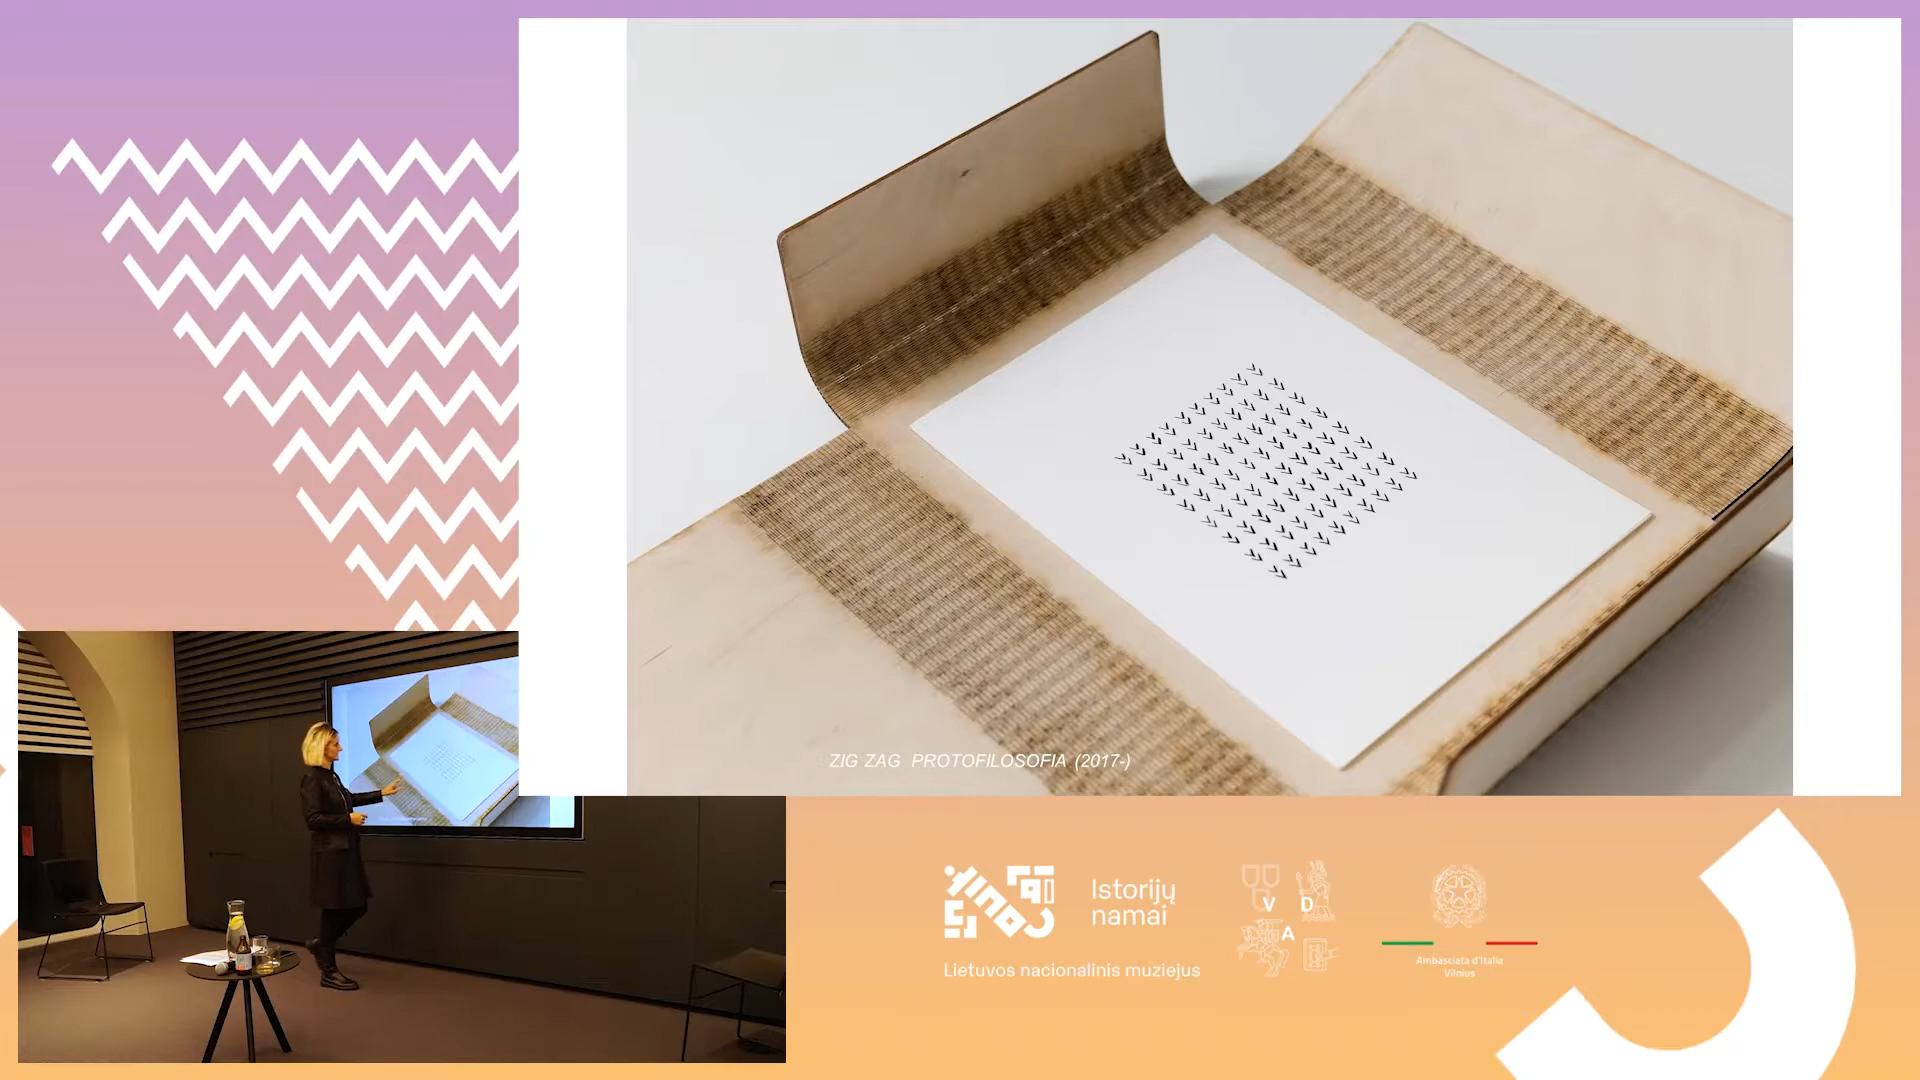 ZIG ZAG PROTOFILOSOFIA (2017-)
Istorijų
namai
Lietuvos nacionalinis muziejus
V D
A
Ambasciata d'Italia
Vilnius